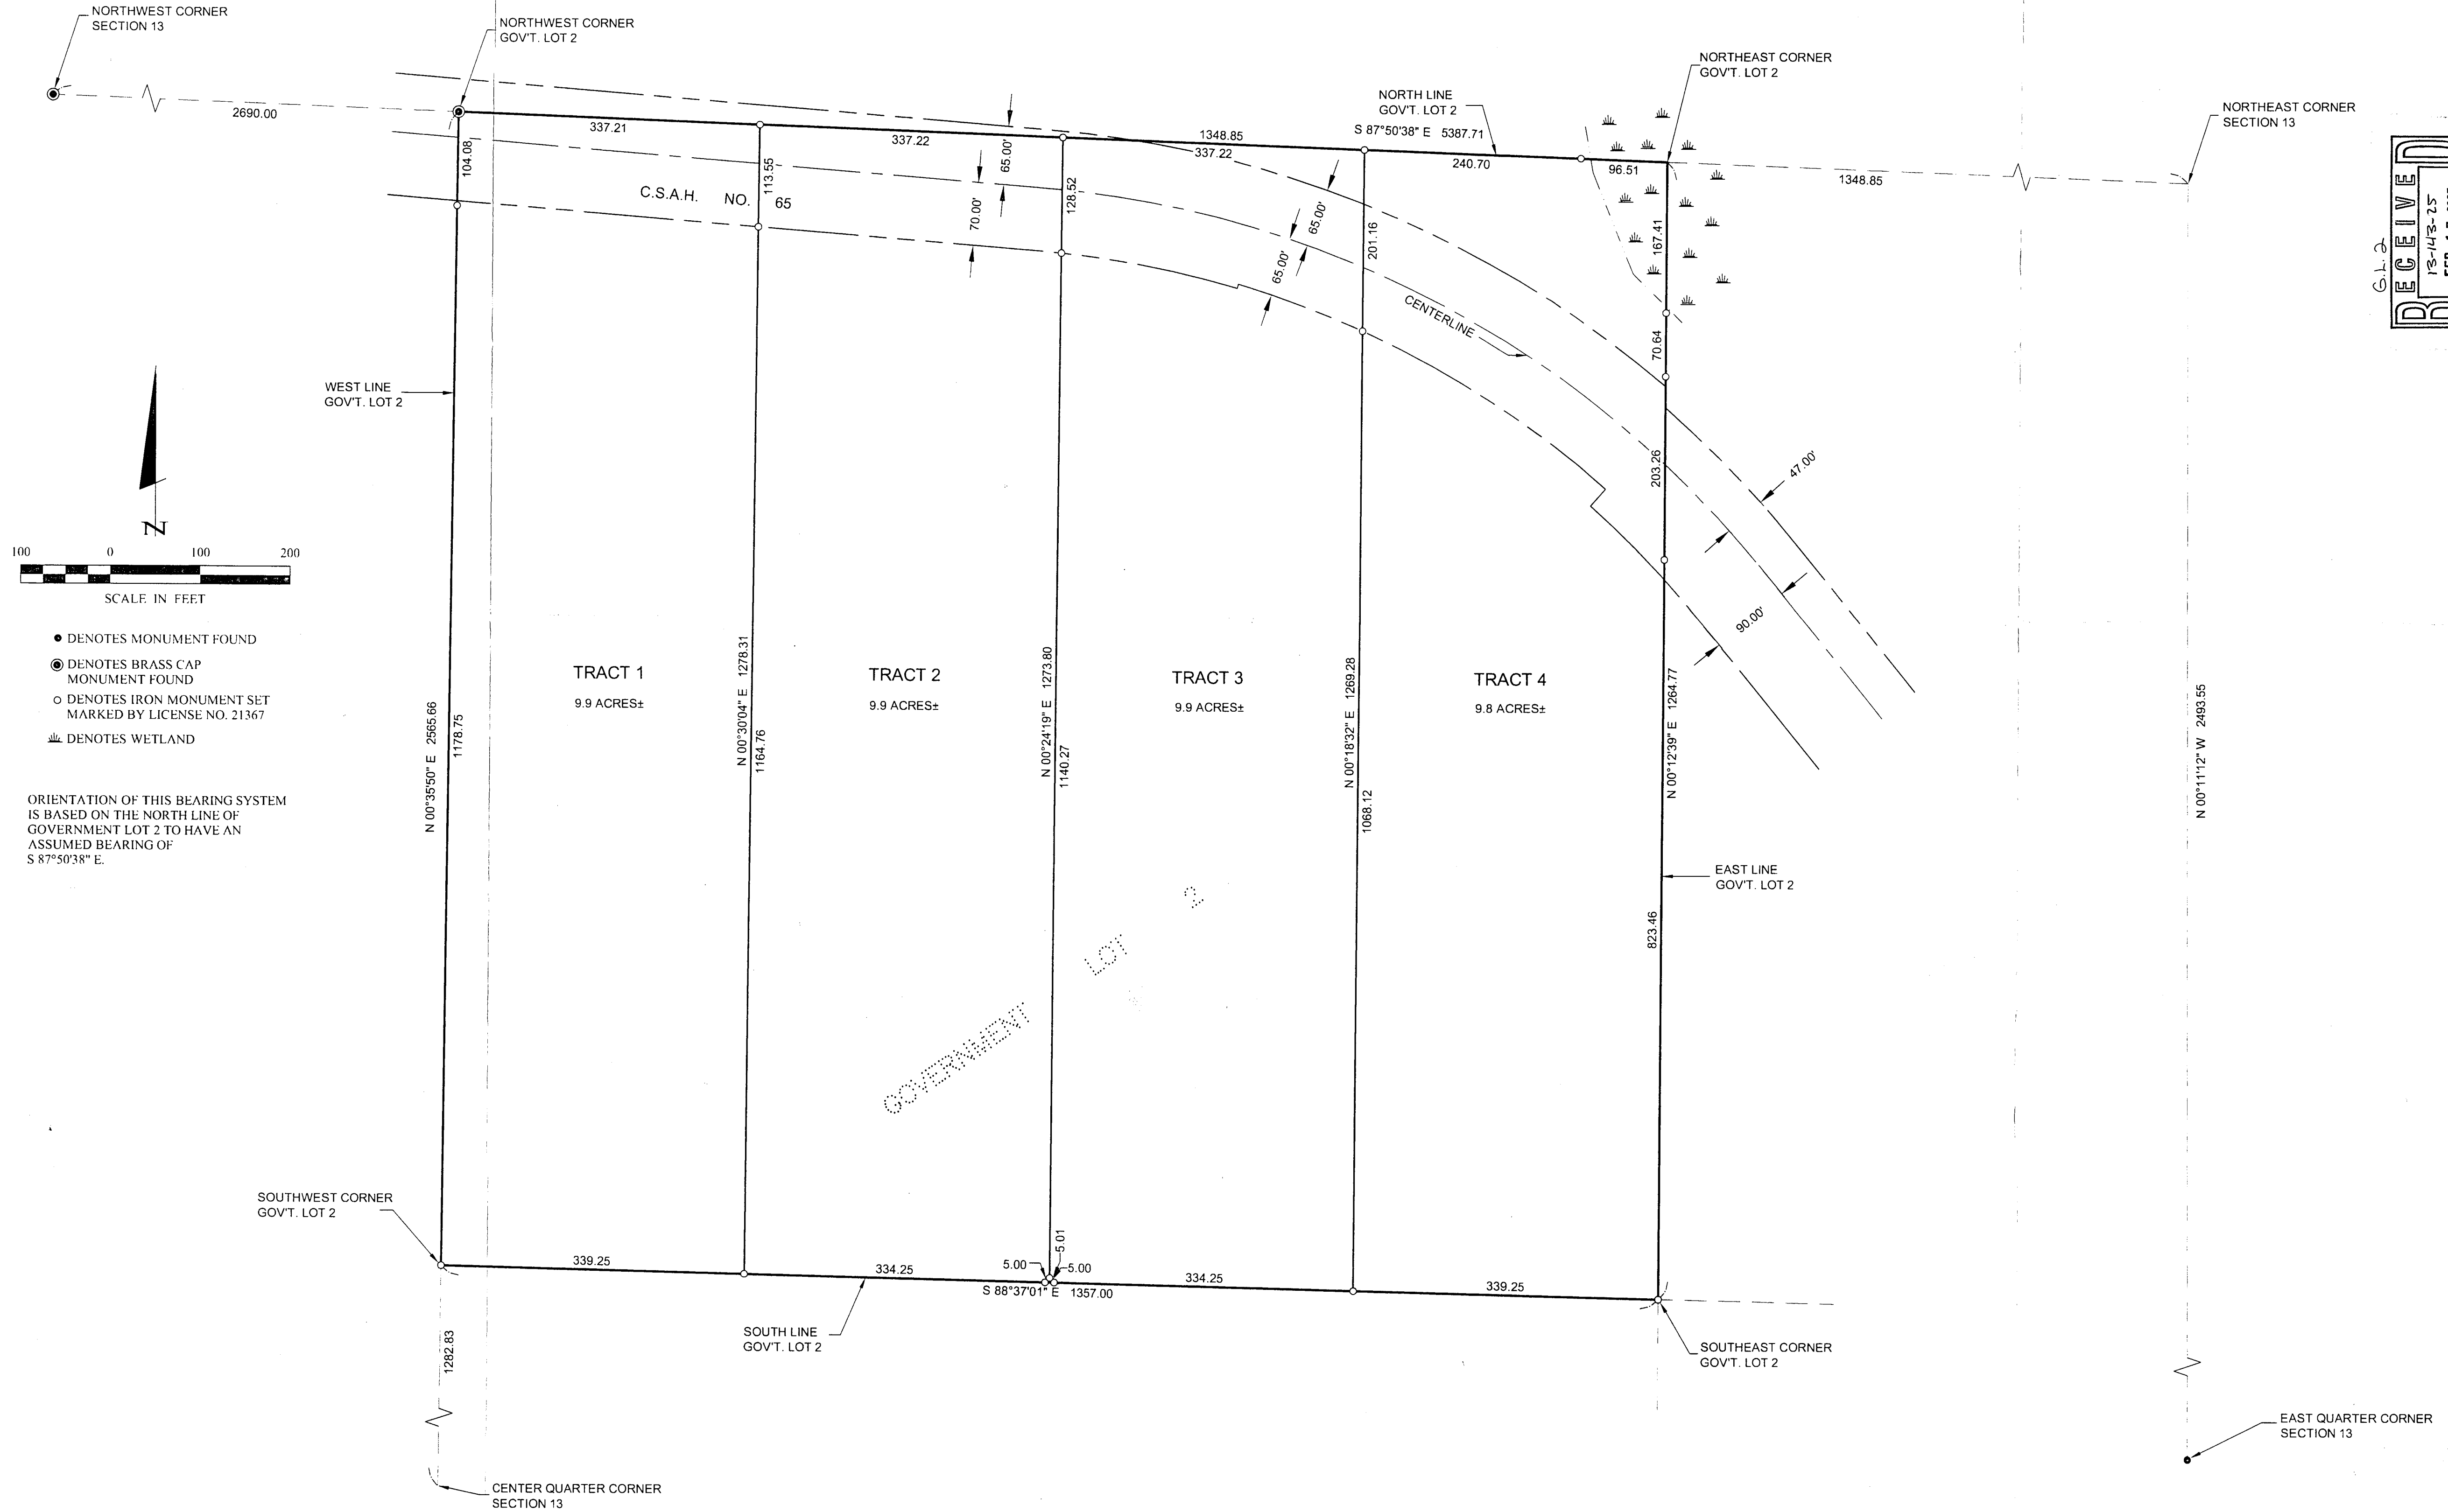 NORTHWEST CORNER
SECTION 13
NORTHWEST CORNER
GOV'T. LOT 2
NORTHEAST CORNER
GOV'T. LOT 2
NORTH LINE
GOV'T. LOT 2
NORTHEAST CORNER
SECTION 13
2690.00
337.21
337.22
1348.85
S 87°50'38" E 5387.71
337.22
240.70
96.51
1348.85
104.08
113.55
128.52
201.16
167.41
70.64
203.26
65.00'
70.00'
65.00'
65.00'
C.S.A.H. NO. 65
CENTERLINE
47.00'
90.00'
G.L.2
RECEIVED
13-143-25
WEST LINE
GOV'T. LOT 2
N
100 0 100 200
SCALE IN FEET
DENOTES MONUMENT FOUND
DENOTES BRASS CAP
MONUMENT FOUND
DENOTES IRON MONUMENT SET
MARKED BY LICENSE NO. 21367
DENOTES WETLAND
ORIENTATION OF THIS BEARING SYSTEM
IS BASED ON THE NORTH LINE OF
GOVERNMENT LOT 2 TO HAVE AN
ASSUMED BEARING OF
S 87°50'38" E.
N 00°35'50" E 2565.66
1178.75
TRACT 1
9.9 ACRES±
N 00°30'04" E 1278.31
1164.76
TRACT 2
9.9 ACRES±
N 00°24'19" E 1273.80
1140.27
TRACT 3
9.9 ACRES±
N 00°18'32" E 1269.28
1068.12
TRACT 4
9.8 ACRES±
N 00°12'39" E 1264.77
823.46
N 00°11'12" W 2493.55
EAST LINE
GOV'T. LOT 2
GOVERNMENT LOT 2
SOUTHWEST CORNER
GOV'T. LOT 2
339.25
334.25
5.00
5.01
5.00
334.25
339.25
S 88°37'01" E 1357.00
SOUTH LINE
GOV'T. LOT 2
SOUTHEAST CORNER
GOV'T. LOT 2
1282.83
CENTER QUARTER CORNER
SECTION 13
EAST QUARTER CORNER
SECTION 13